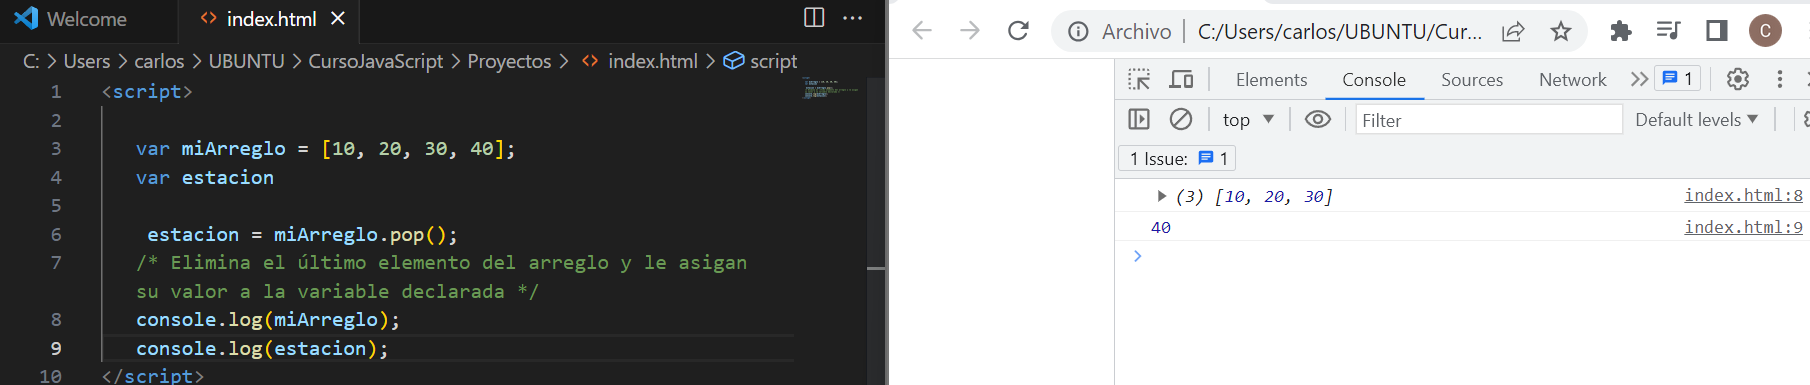 Welcome
index.html
C: > Users > carlos > UBUNTU > CursoJavaScript > Proyectos > index.html > script
1 <script>
2
3 var miArreglo = [10, 20, 30, 40];
4 var estacion
5
6 estacion = miArreglo.pop();
7 /* Elimina el último elemento del arreglo y le asigan
su valor a la variable declarada */
8 console.log(miArreglo);
9 console.log(estacion);
10 </script>
Archivo | C:/Users/carlos/UBUNTU/Cur... C
Elements Console Sources Network 1
top Filter Default levels
1 Issue: 1
(3) [10, 20, 30] index.html:8
40 index.html:9